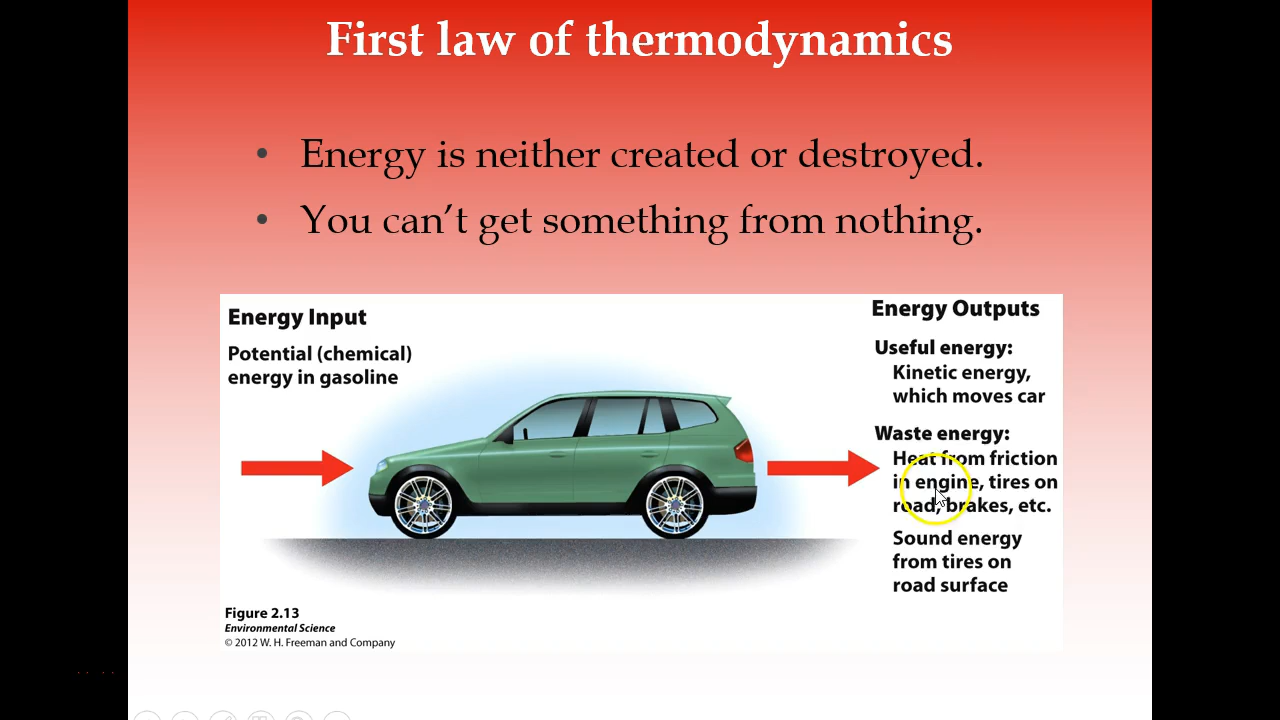 First law of thermodynamics
• Energy is neither created or destroyed.
• You can’t get something from nothing.
Energy Input
Potential (chemical)
energy in gasoline
Energy Outputs
Useful energy:
Kinetic energy,
which moves car
Waste energy:
Heat from friction
in engine, tires on
road, brakes, etc.
Sound energy
from tires on
road surface
Figure 2.13
Environmental Science
© 2012 W. H. Freeman and Company